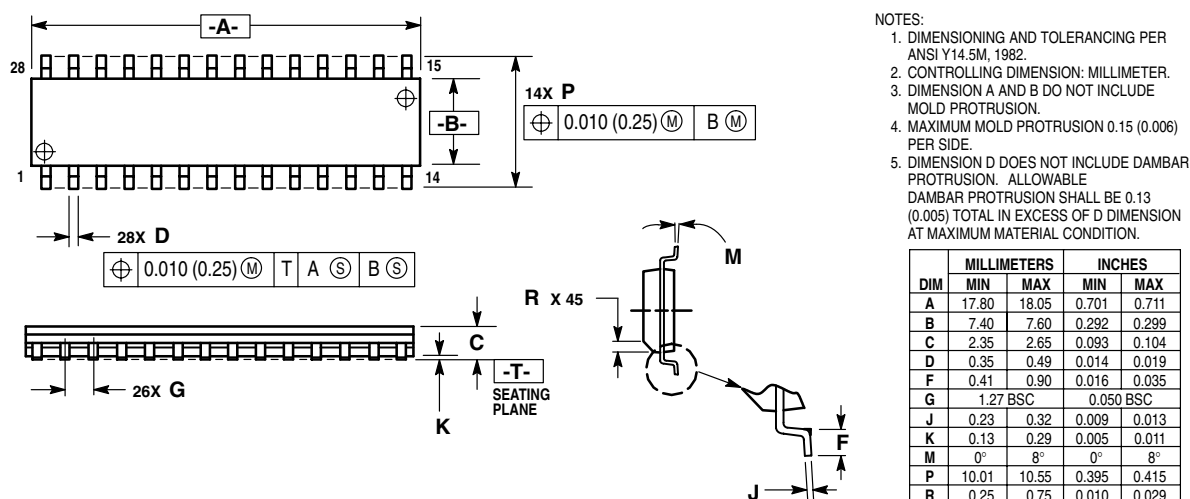 -A-
28
15
14X P
-B-
0.010 (0.25) Ⓜ B Ⓜ
1
14
28X D
0.010 (0.25) Ⓜ T A Ⓢ B Ⓢ
M
R X 45
C
-T-
SEATING
PLANE
26X G
K
F
J
NOTES:
1. DIMENSIONING AND TOLERANCING PER
ANSI Y14.5M, 1982.
2. CONTROLLING DIMENSION: MILLIMETER.
3. DIMENSION A AND B DO NOT INCLUDE
MOLD PROTRUSION.
4. MAXIMUM MOLD PROTRUSION 0.15 (0.006)
PER SIDE.
5. DIMENSION D DOES NOT INCLUDE DAMBAR
PROTRUSION. ALLOWABLE
DAMBAR PROTRUSION SHALL BE 0.13
(0.005) TOTAL IN EXCESS OF D DIMENSION
AT MAXIMUM MATERIAL CONDITION.
MILLIMETERS INCHES
DIM MIN MAX MIN MAX
A 17.80 18.05 0.701 0.711
B 7.40 7.60 0.292 0.299
C 2.35 2.65 0.093 0.104
D 0.35 0.49 0.014 0.019
F 0.41 0.90 0.016 0.035
G 1.27 BSC 0.050 BSC
J 0.23 0.32 0.009 0.013
K 0.13 0.29 0.005 0.011
M 0° 8° 0° 8°
P 10.01 10.55 0.395 0.415
R 0.25 0.75 0.010 0.029